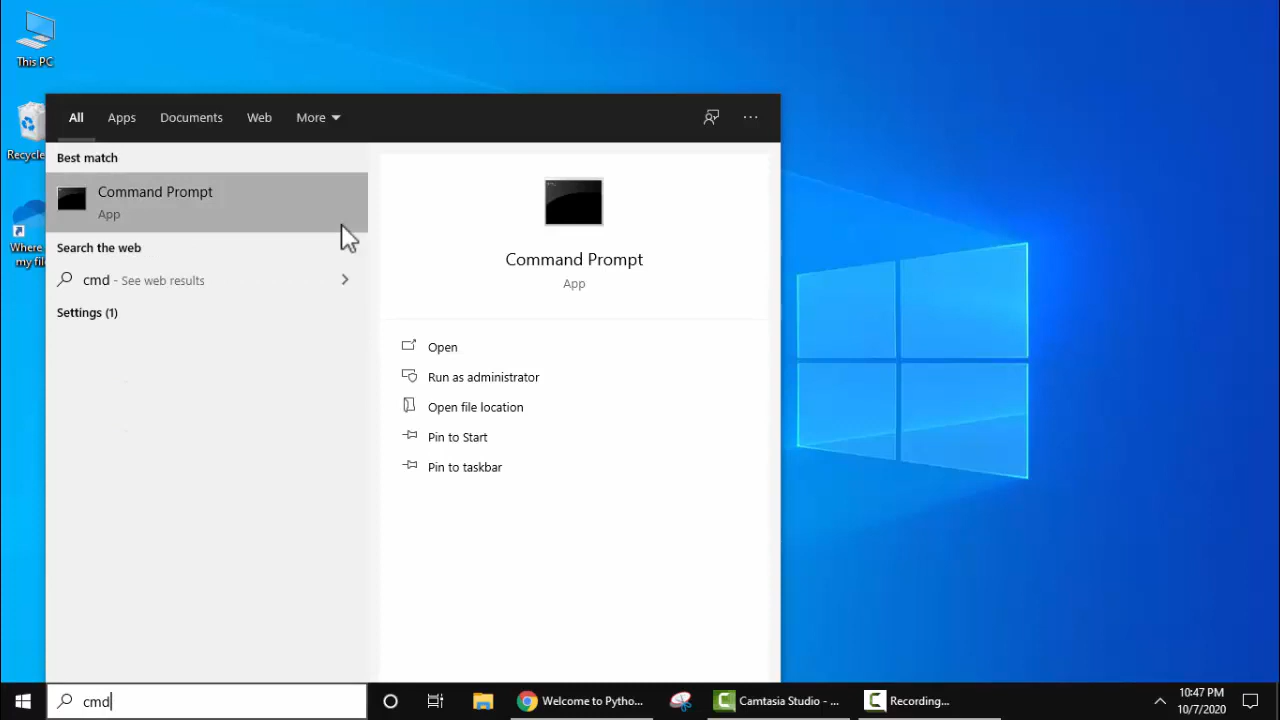 This PC
Recycle
Where
my fil
All
Apps
Documents
Web
More
Best match
Command Prompt
App
Search the web
cmd - See web results
Settings (1)
Command Prompt
App
Open
Run as administrator
Open file location
Pin to Start
Pin to taskbar
cmd
Welcome to Pytho...
Camtasia Studio - ...
Recording...
10:47 PM
10/7/2020